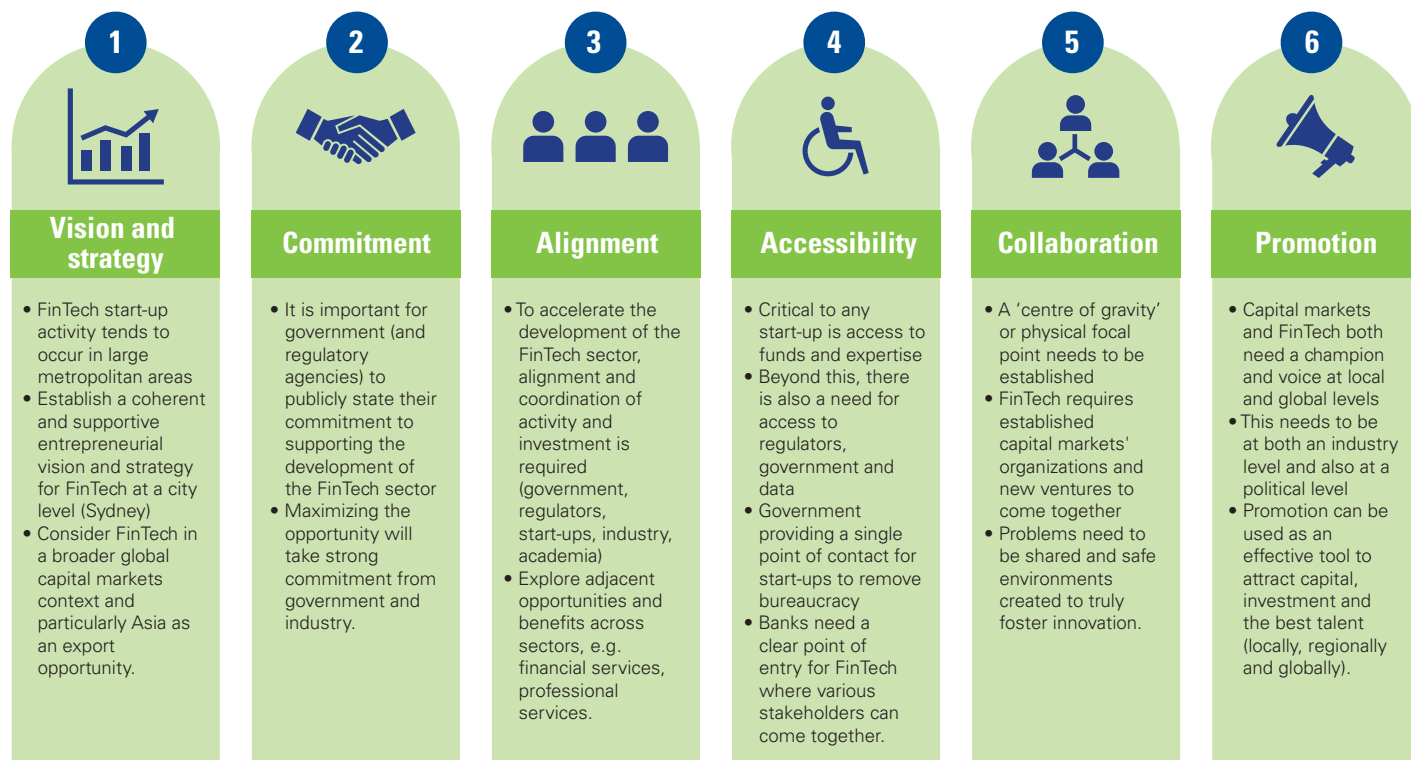 1
Vision and
strategy
• FinTech start-up
activity tends to
occur in large
metropolitan areas
• Establish a coherent
and supportive
entrepreneurial
vision and strategy
for FinTech at a city
level (Sydney)
• Consider FinTech in
a broader global
capital markets
context and
particularly Asia as
an export
opportunity.
2
Commitment
• It is important for
government (and
regulatory
agencies) to
publicly state their
commitment to
supporting the
development of
the FinTech sector
• Maximizing the
opportunity will
take strong
commitment from
government and
industry.
3
Alignment
• To accelerate the
development of the
FinTech sector,
alignment and
coordination of
activity and
investment is
required
(government,
regulators,
start-ups, industry,
academia)
• Explore adjacent
opportunities and
benefits across
sectors, e.g.
financial services,
professional
services.
4
Accessibility
• Critical to any
start-up is access to
funds and expertise
• Beyond this, there
is also a need for
access to
regulators,
government and
data
• Government
providing a single
point of contact for
start-ups to remove
bureaucracy
• Banks need a
clear point of
entry for FinTech
where various
stakeholders can
come together.
5
Collaboration
• A ‘centre of gravity’
or physical focal
point needs to be
established
• FinTech requires
established
capital markets'
organizations and
new ventures to
come together
• Problems need to
be shared and safe
environments
created to truly
foster innovation.
6
Promotion
• Capital markets
and FinTech both
need a champion
and voice at local
and global levels
• This needs to be
at both an industry
level and also at a
political level
• Promotion can be
used as an
effective tool to
attract capital,
investment and
the best talent
(locally, regionally
and globally).